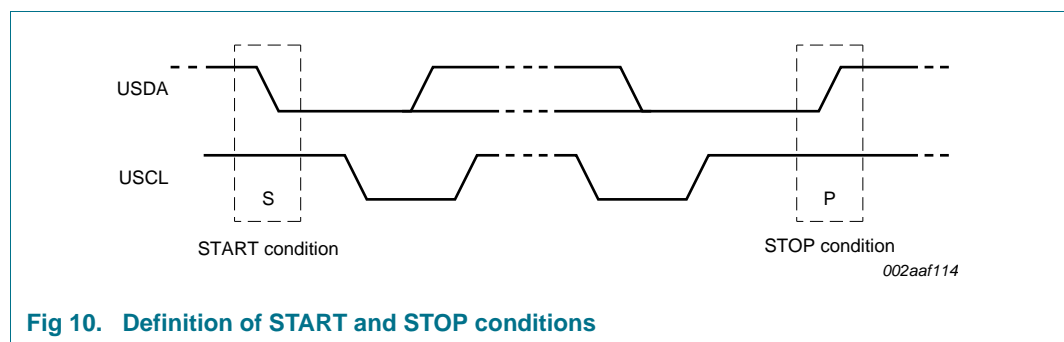 USDA
USCL
S
P
START condition
STOP condition
002aaf114
Fig 10. Definition of START and STOP conditions